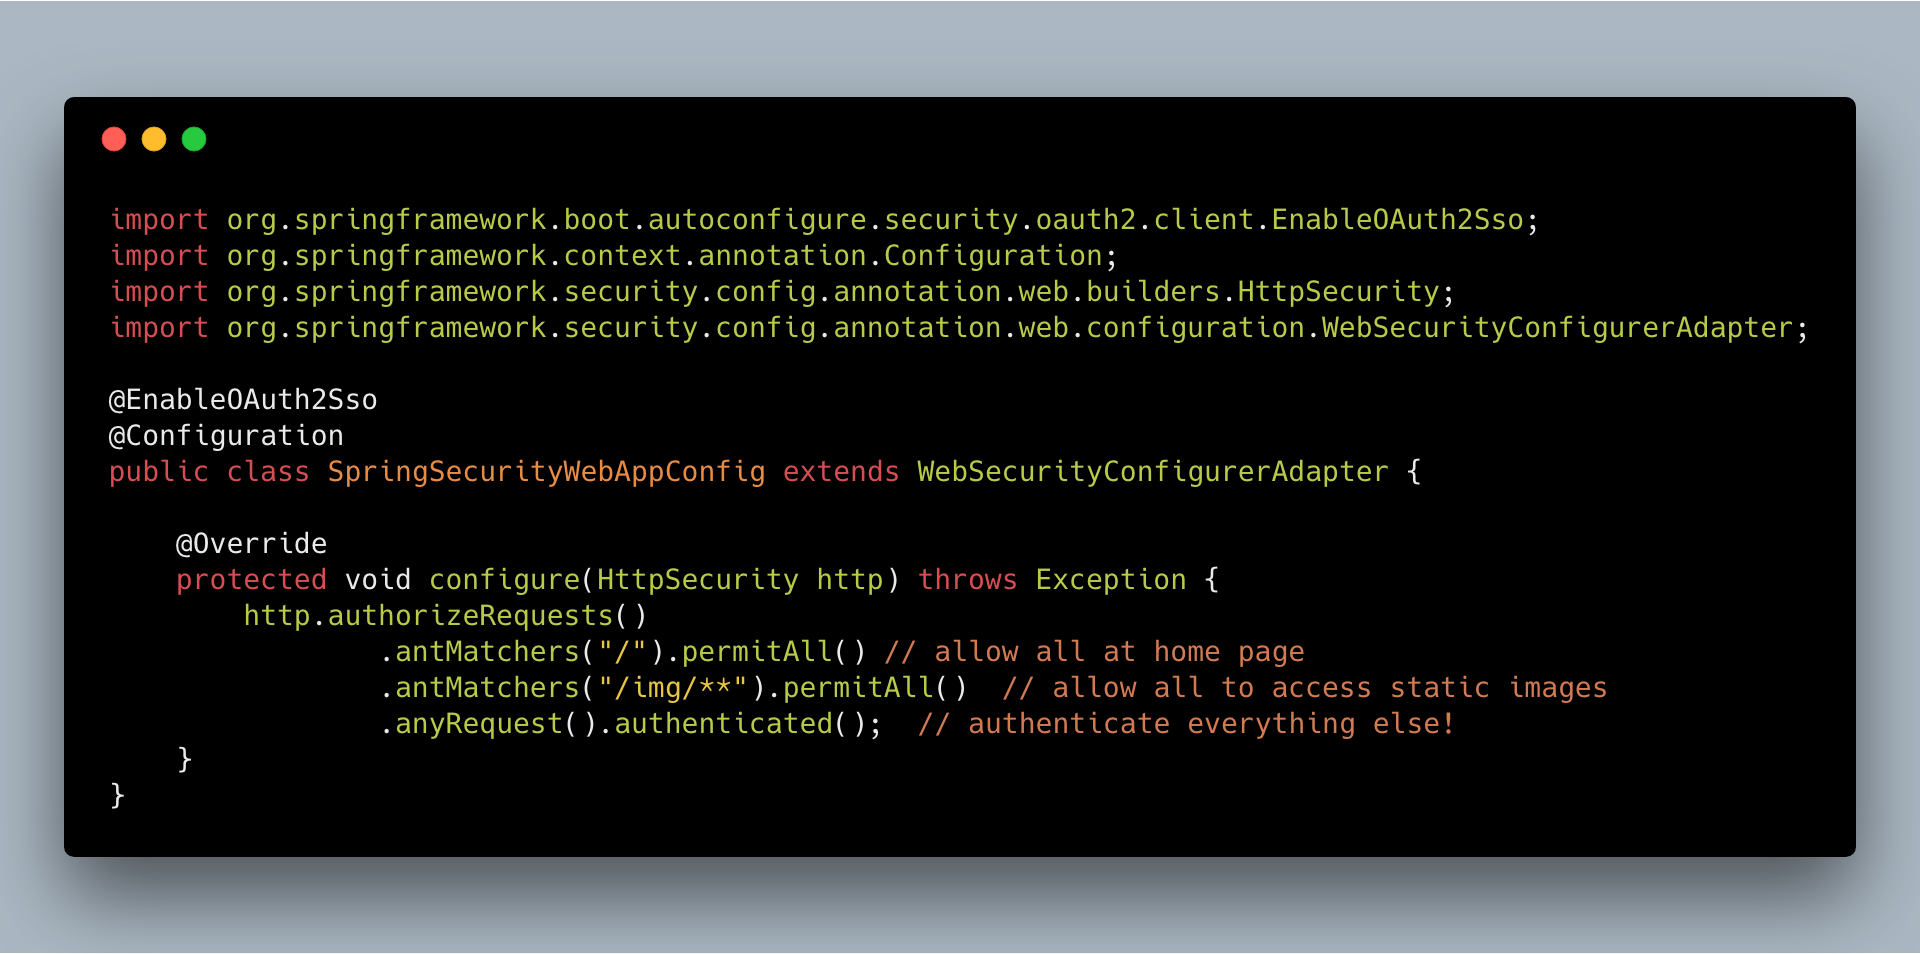 import org.springframework.boot.autoconfigure.security.oauth2.client.EnableOAuth2Sso;
import org.springframework.context.annotation.Configuration;
import org.springframework.security.config.annotation.web.builders.HttpSecurity;
import org.springframework.security.config.annotation.web.configuration.WebSecurityConfigurerAdapter;

@EnableOAuth2Sso
@Configuration
public class SpringSecurityWebAppConfig extends WebSecurityConfigurerAdapter {

    @Override
    protected void configure(HttpSecurity http) throws Exception {
        http.authorizeRequests()
                .antMatchers("/").permitAll() // allow all at home page
                .antMatchers("/img/**").permitAll()  // allow all to access static images
                .anyRequest().authenticated();  // authenticate everything else!
    }
}